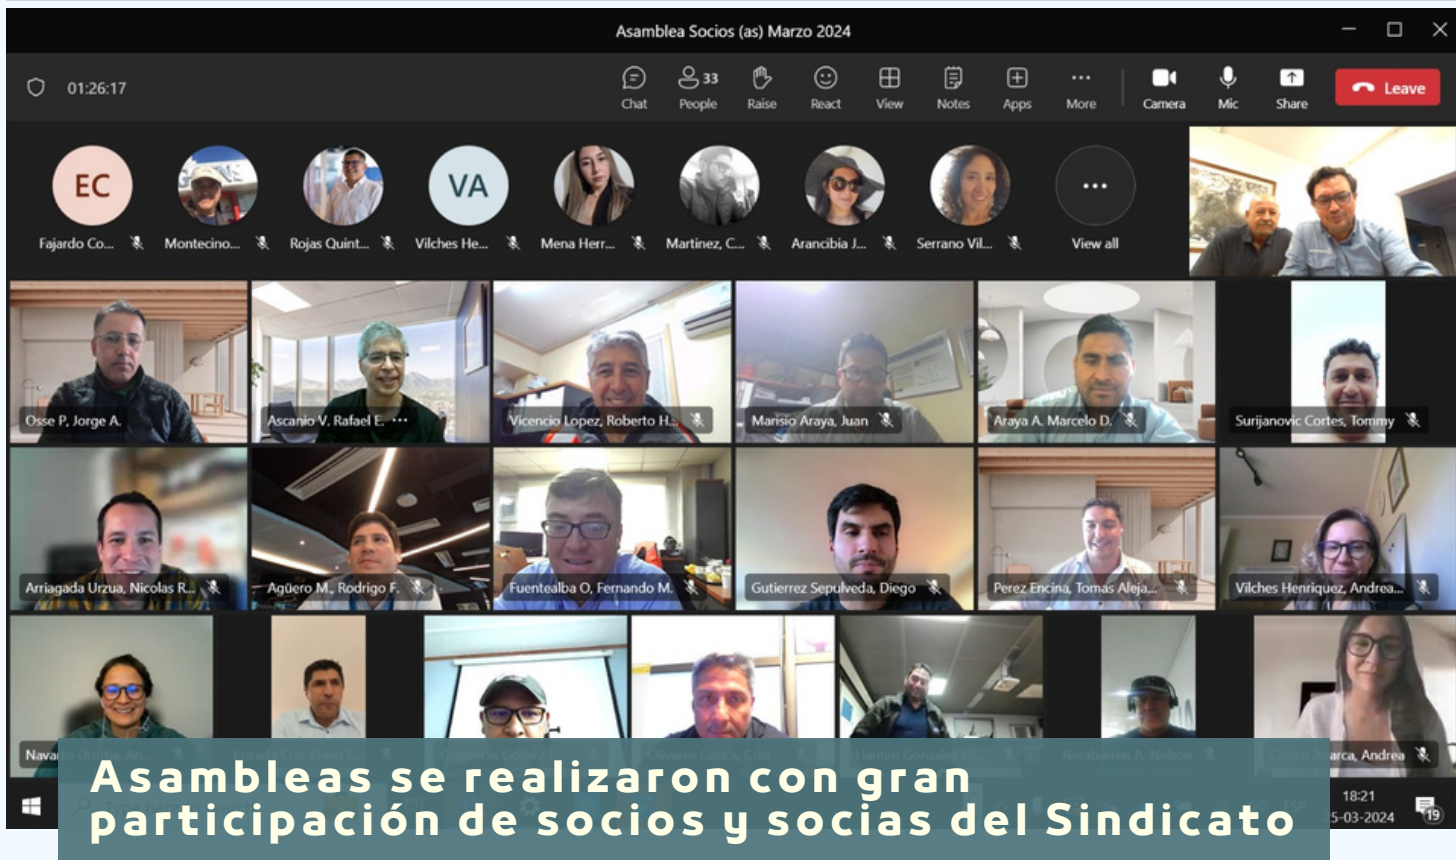 Asamblea Socios (as) Marzo 2024
01:26:17
Chat
33
People
Raise
React
View
Notes
Apps
More
Camera
Mic
Share
Leave
EC
VA
Fajardo Co...
Montecino...
Rojas Quint...
Vilches He...
Mena Herr...
Martinez, C...
Arancibia J...
Serrano Vil...
View all
Osse P, Jorge A.
Ascanio V. Rafael E.
Vicencio Lopez, Roberto H...
Marisio Araya, Juan
Araya A. Marcelo D.
Surijanovic Cortes, Tommy
Arriagada Urzua, Nicolas R...
Agüero M., Rodrigo F.
Fuentealba O, Fernando M.
Gutierrez Sepulveda, Diego
Perez Encina, Tomas Aleja...
Vilches Henriquez, Andrea...
Recabarren A. Nelson
Andrea
Asambleas se realizaron con gran
participación de socios y socias del Sindicato
18:21
5-03-2024
19